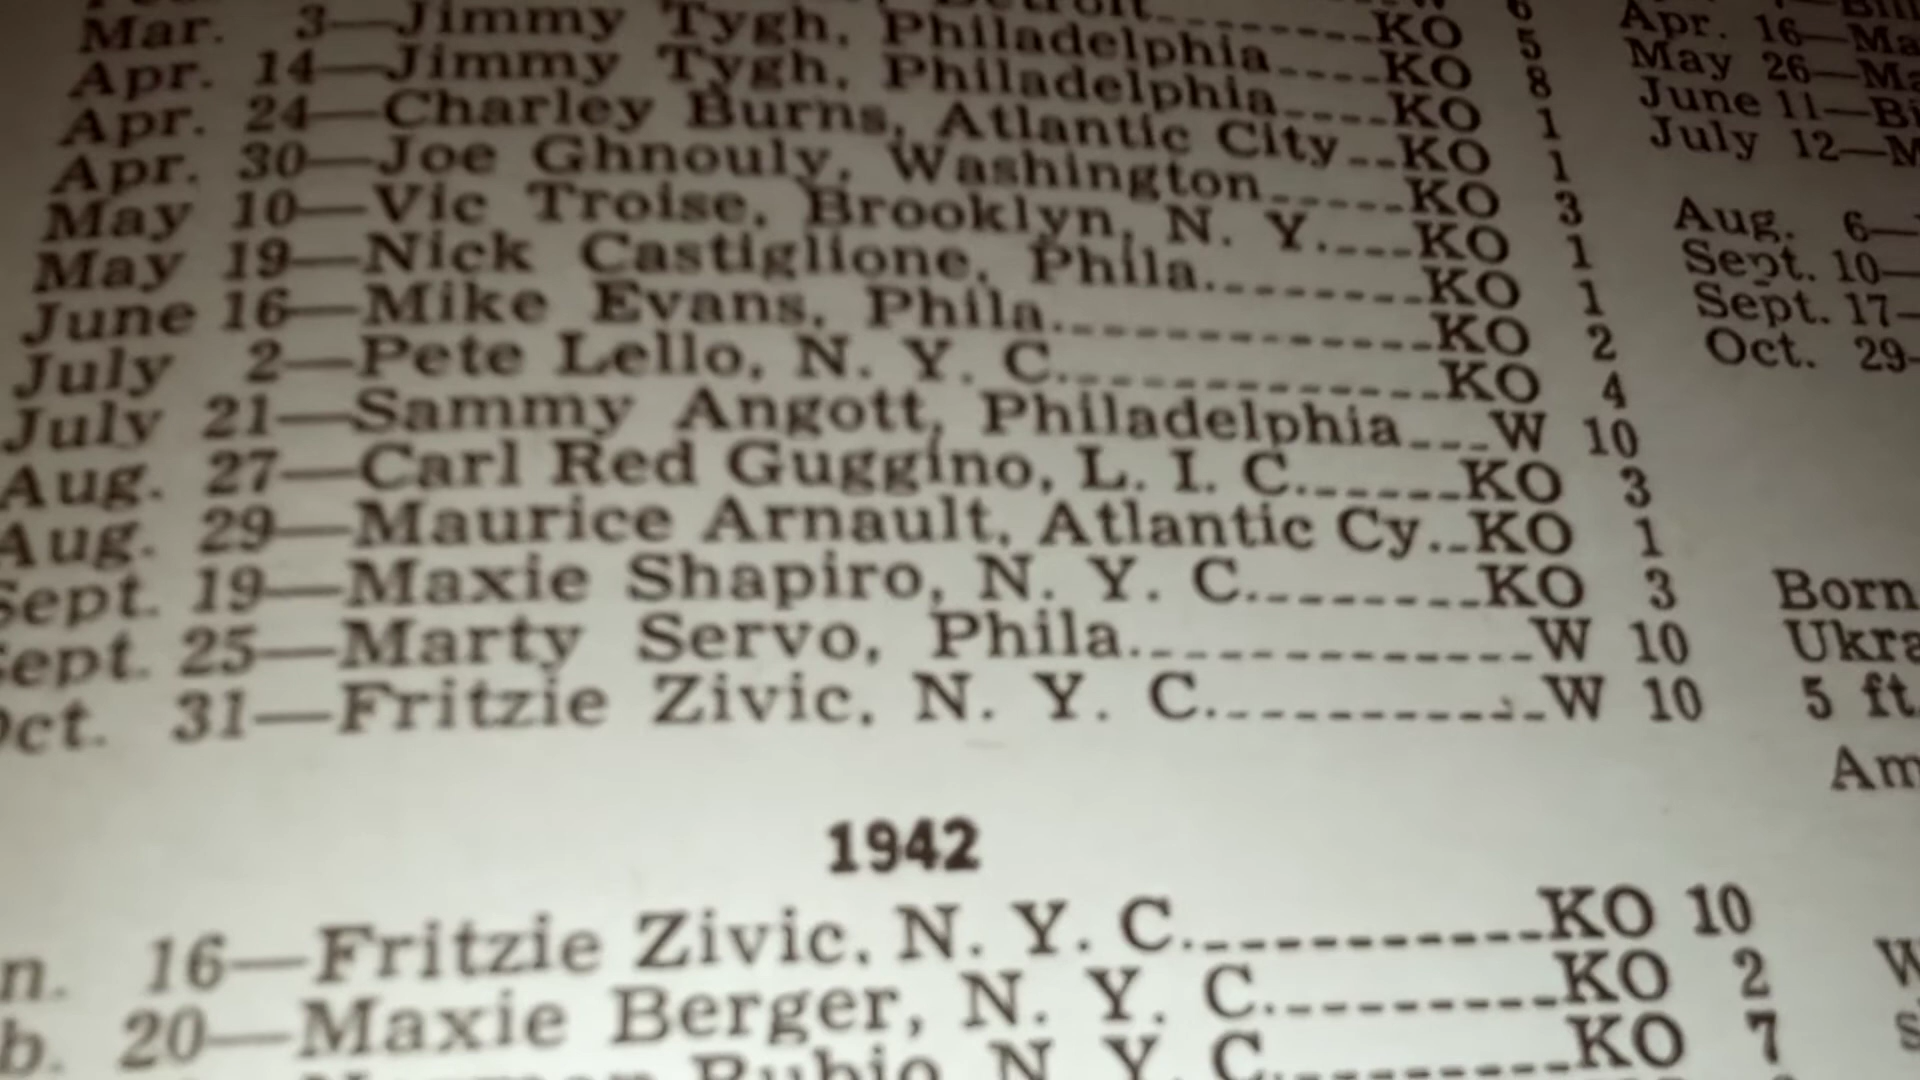 Detroit.--------KO 5
Mar. 3—Jimmy Tygh, Philadelphia----KO 8
Apr. 14—Jimmy Tygh, Philadelphia----KO 1
Apr. 24—Charley Burns, Atlantic City--KO 1
Apr. 30—Joe Ghnouly, Washington-----KO 3
May 10—Vic Troise, Brooklyn, N. Y.---KO 1
May 19—Nick Castiglione, Phila.-------KO 1
June 16—Mike Evans, Phila.------------KO 2
July 2—Pete Lello, N. Y. C.------------KO 4
July 21—Sammy Angott, Philadelphia---W 10
Aug. 27—Carl Red Guggino, L. I. C.-----KO 3
Aug. 29—Maurice Arnault, Atlantic Cy.-KO 1
Sept. 19—Maxie Shapiro, N. Y. C.-------KO 3
Sept. 25—Marty Servo, Phila.------------W 10
Oct. 31—Fritzie Zivic, N. Y. C.----------W 10
1942
16—Fritzie Zivic, N. Y. C.-----------KO 10
20—Maxie Berger, N. Y. C.---------KO 2
Rubio, N. Y. C.---------KO 7
Apr. 16—
May 26—
June 11—
July 12—
Aug. 6—
Sept. 10—
Sept. 17—
Oct. 29-
Born
5 ft.